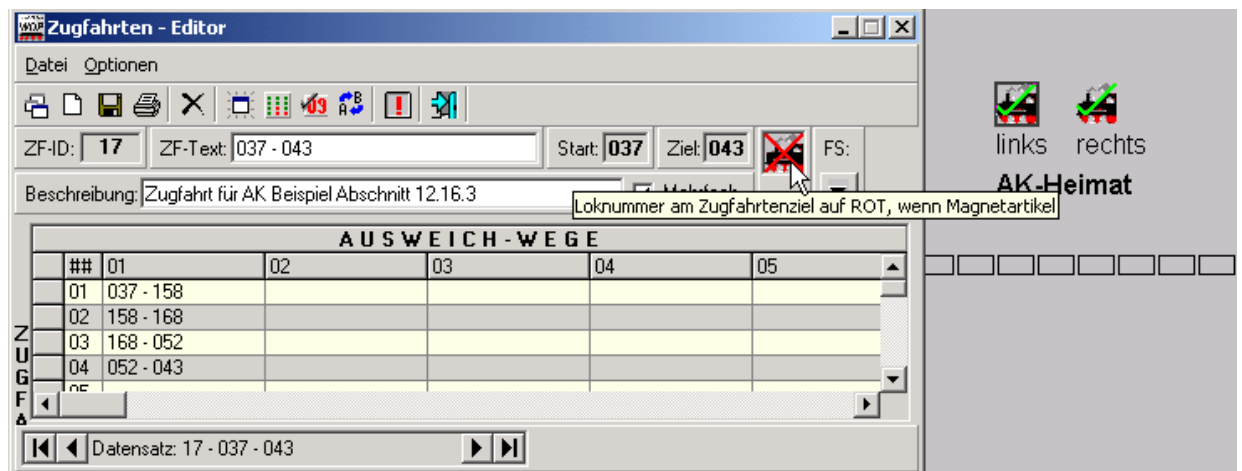 Zugfahrten - Editor
Datei Optionen
ZF-ID: 17 ZF-Text: 037 - 043 Start: 037 Ziel: 043 FS:
Beschreibung: Zugfahrt für AK Beispiel Abschnitt 12.16.3 Mehrfach
Loknummer am Zugfahrtenziel auf ROT, wenn Magnetartikel
AUSWEICH-WEGE
## 01 02 03 04 05
01 037 - 158
02 158 - 168
03 168 - 052
04 052 - 043
05
ZUGFA
Datensatz: 17 - 037 - 043
links rechts
AK-Heimat